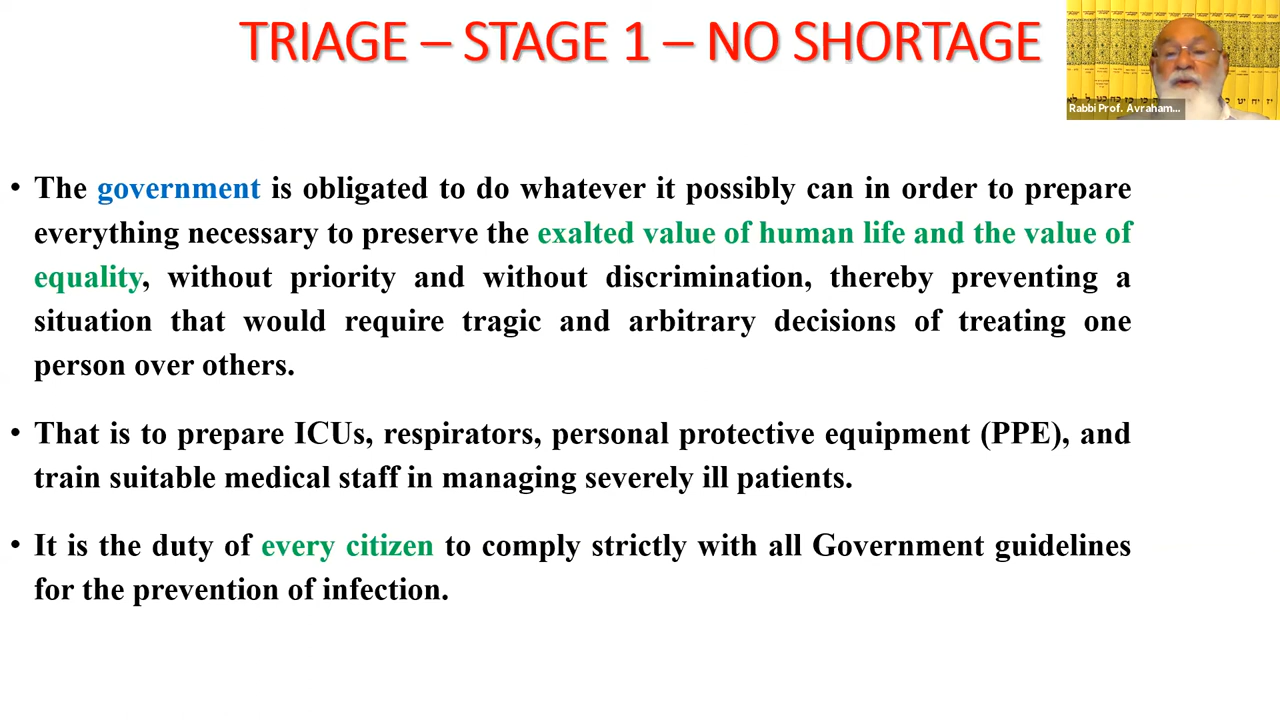 TRIAGE – STAGE 1 – NO SHORTAGE
Rabbi Prof. Avraham...
• The government is obligated to do whatever it possibly can in order to prepare
everything necessary to preserve the exalted value of human life and the value of
equality, without priority and without discrimination, thereby preventing a
situation that would require tragic and arbitrary decisions of treating one
person over others.
• That is to prepare ICUs, respirators, personal protective equipment (PPE), and
train suitable medical staff in managing severely ill patients.
• It is the duty of every citizen to comply strictly with all Government guidelines
for the prevention of infection.